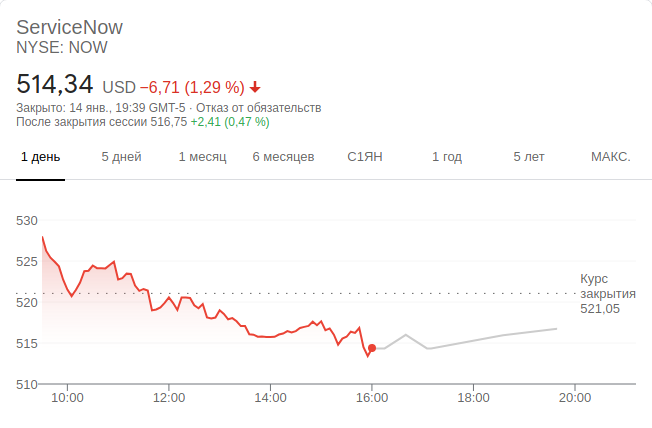 ServiceNow
NYSE: NOW
514,34 USD −6,71 (1,29 %)
Закрыто: 14 янв., 19:39 GMT-5 · Отказ от обязательств
После закрытия сессии 516,75 +2,41 (0,47 %)
1 день 5 дней 1 месяц 6 месяцев С1ЯН 1 год 5 лет МАКС.
530
525
520
515
510
Курс
закрытия
521,05
10:00 12:00 14:00 16:00 18:00 20:00